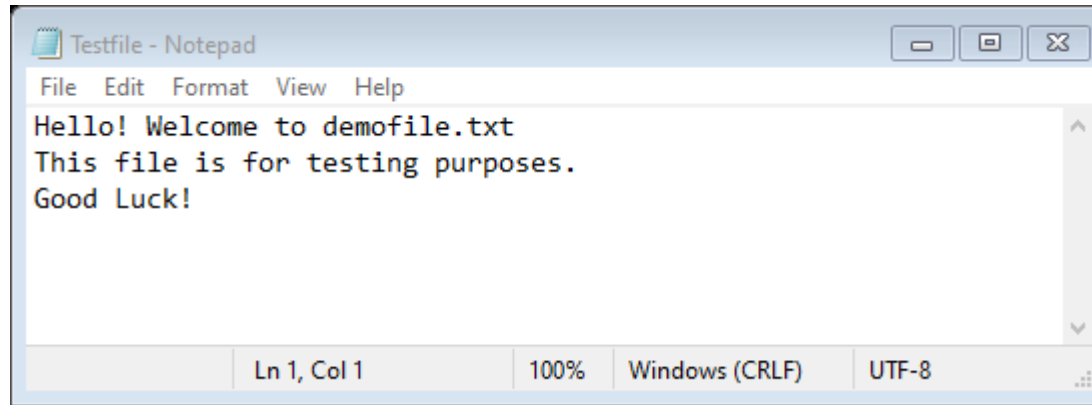 Testfile - Notepad
File Edit Format View Help
Hello! Welcome to demofile.txt
This file is for testing purposes.
Good Luck!
Ln 1, Col 1 100% Windows (CRLF) UTF-8